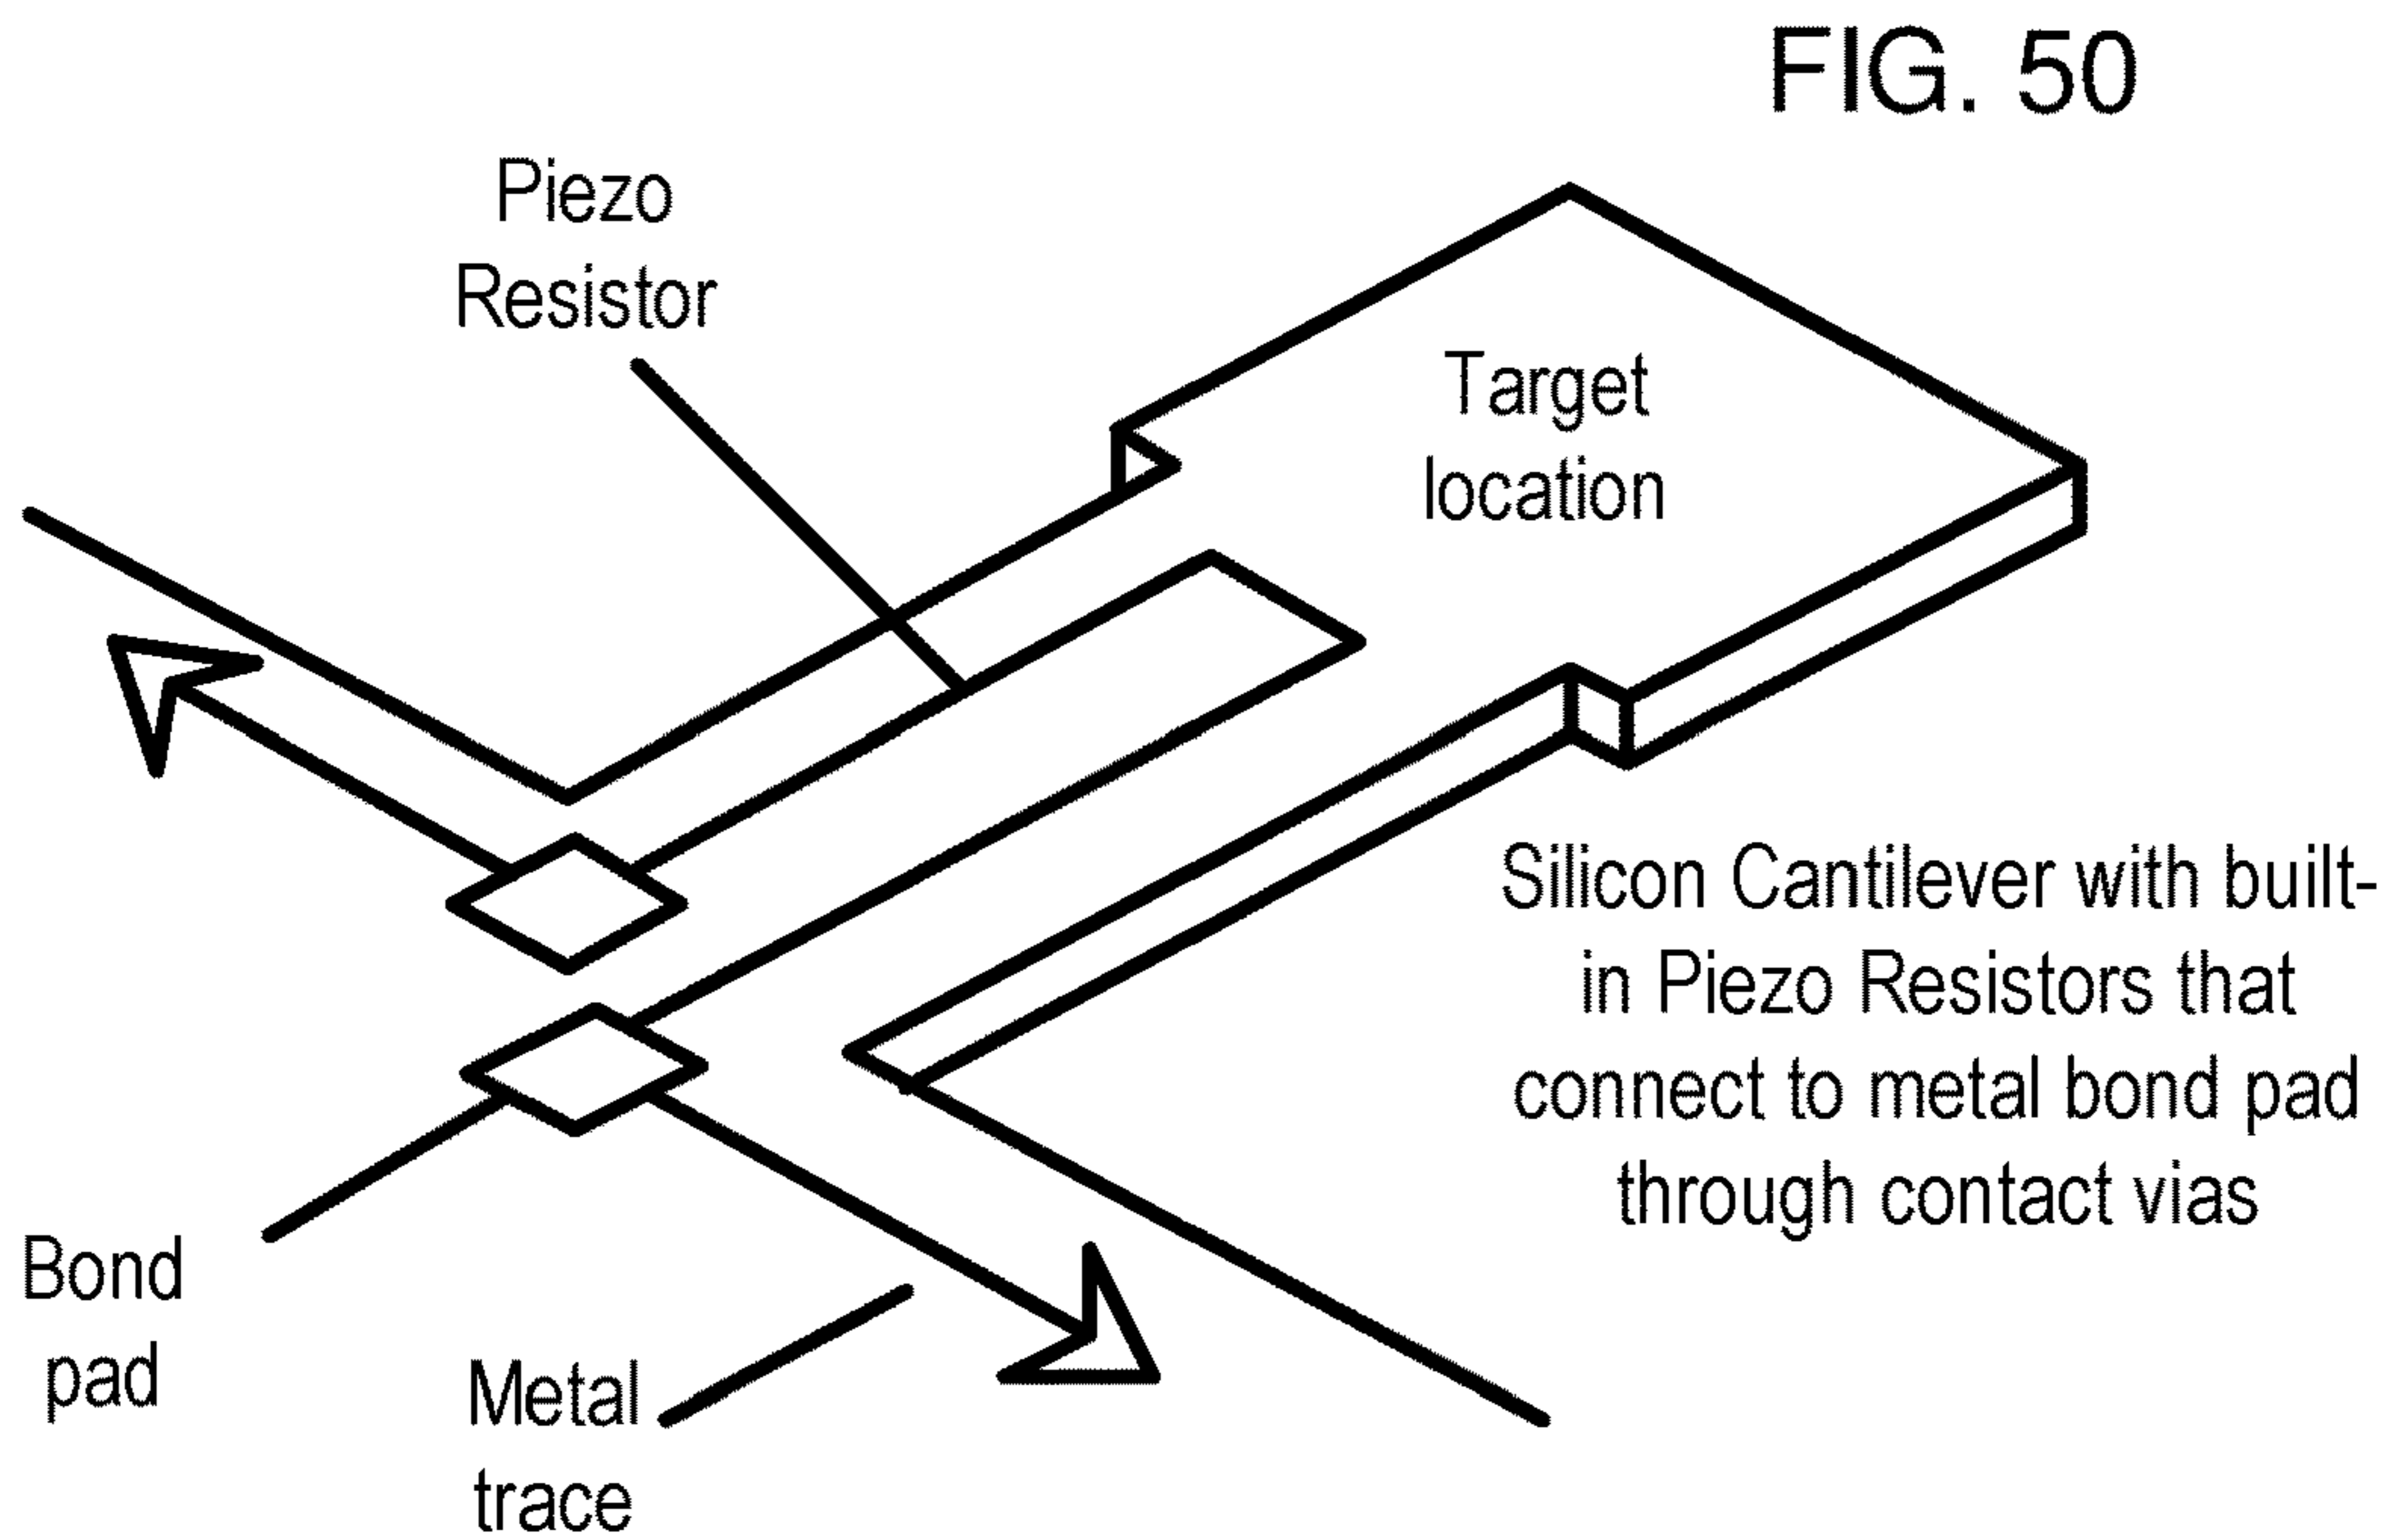 FIG. 50
Piezo
Resistor
Target
location
Silicon Cantilever with built-
in Piezo Resistors that
connect to metal bond pad
through contact vias
Bond
pad
Metal
trace